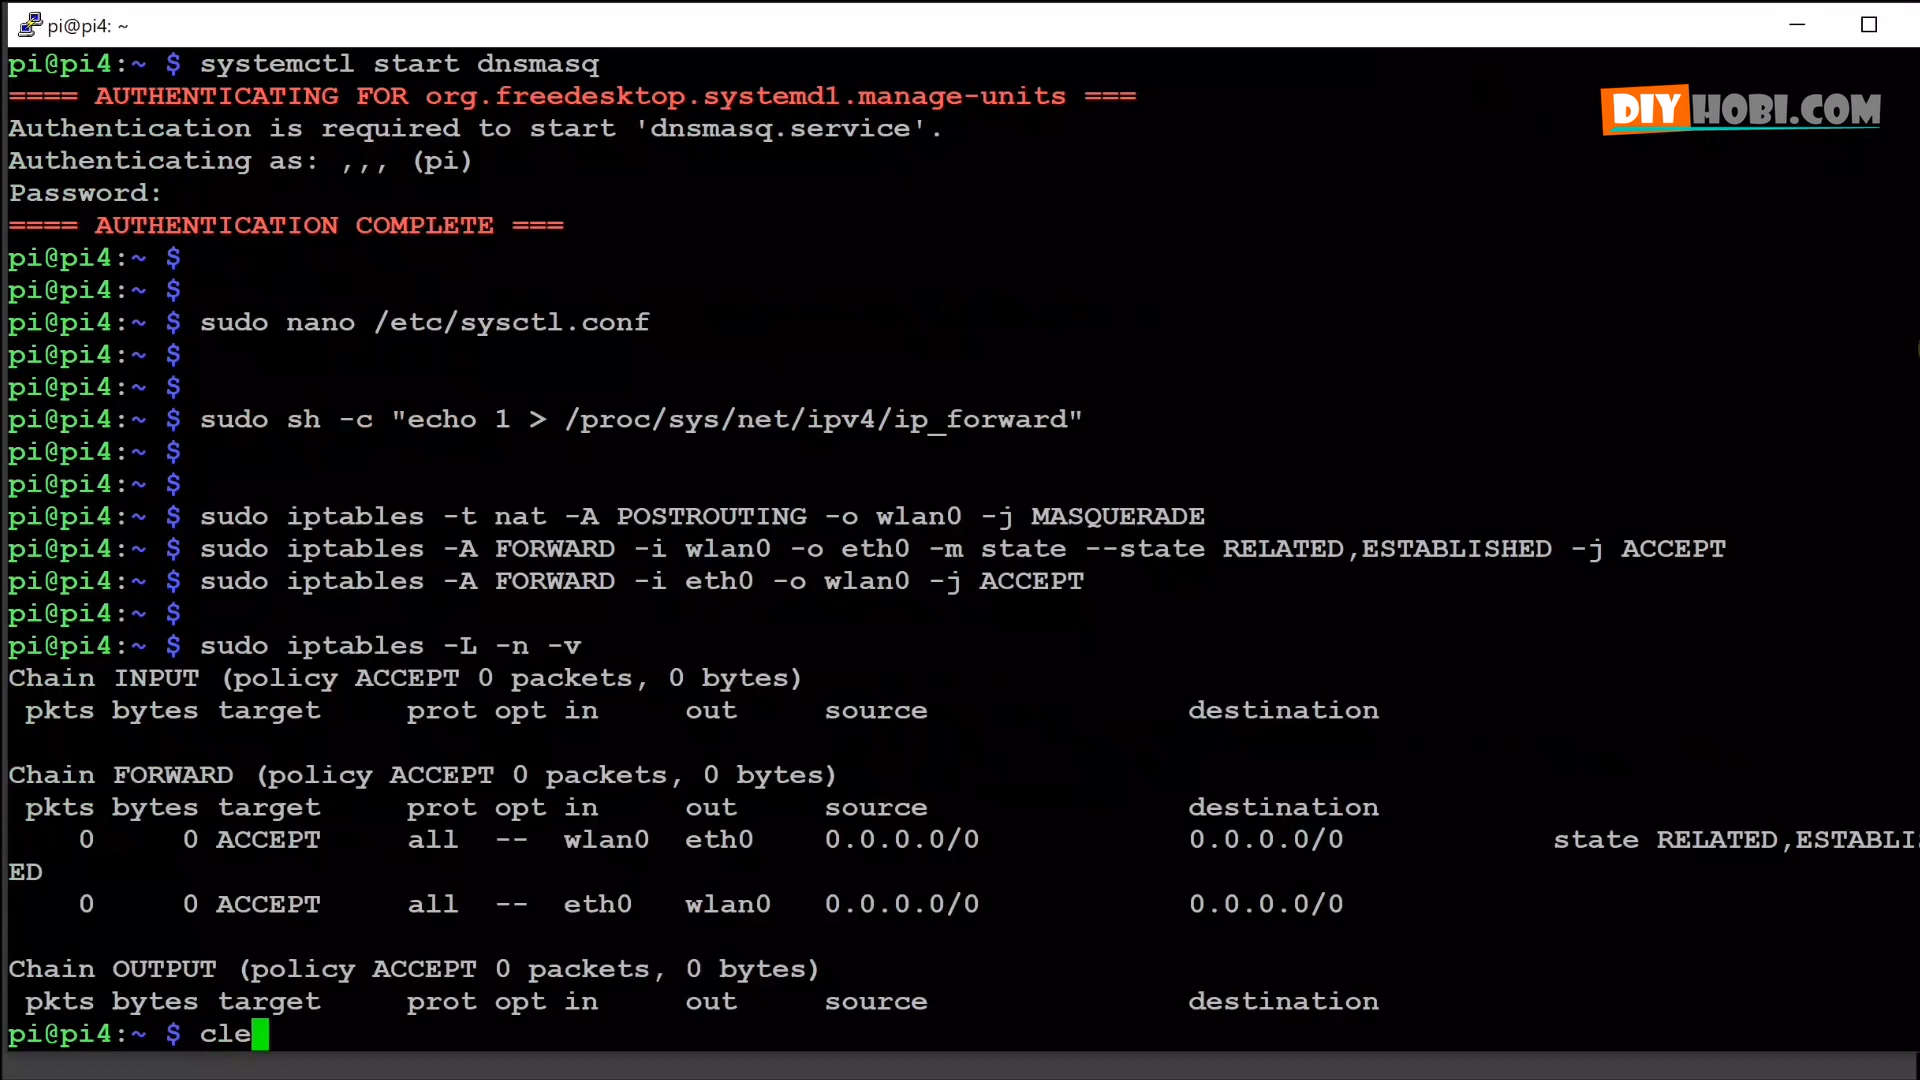 pi@pi4: ~
DIYHOBI.COM
pi@pi4:~ $ systemctl start dnsmasq
==== AUTHENTICATING FOR org.freedesktop.systemd1.manage-units ===
Authentication is required to start 'dnsmasq.service'.
Authenticating as: ,,, (pi)
Password:
==== AUTHENTICATION COMPLETE ===
pi@pi4:~ $
pi@pi4:~ $
pi@pi4:~ $ sudo nano /etc/sysctl.conf
pi@pi4:~ $
pi@pi4:~ $
pi@pi4:~ $ sudo sh -c "echo 1 > /proc/sys/net/ipv4/ip_forward"
pi@pi4:~ $
pi@pi4:~ $
pi@pi4:~ $ sudo iptables -t nat -A POSTROUTING -o wlan0 -j MASQUERADE
pi@pi4:~ $ sudo iptables -A FORWARD -i wlan0 -o eth0 -m state --state RELATED,ESTABLISHED -j ACCEPT
pi@pi4:~ $ sudo iptables -A FORWARD -i eth0 -o wlan0 -j ACCEPT
pi@pi4:~ $
pi@pi4:~ $ sudo iptables -L -n -v
Chain INPUT (policy ACCEPT 0 packets, 0 bytes)
pkts bytes target prot opt in out source destination
Chain FORWARD (policy ACCEPT 0 packets, 0 bytes)
pkts bytes target prot opt in out source destination
0 0 ACCEPT all -- wlan0 eth0 0.0.0.0/0 0.0.0.0/0 state RELATED,ESTABLIS
ED
0 0 ACCEPT all -- eth0 wlan0 0.0.0.0/0 0.0.0.0/0
Chain OUTPUT (policy ACCEPT 0 packets, 0 bytes)
pkts bytes target prot opt in out source destination
pi@pi4:~ $ cle